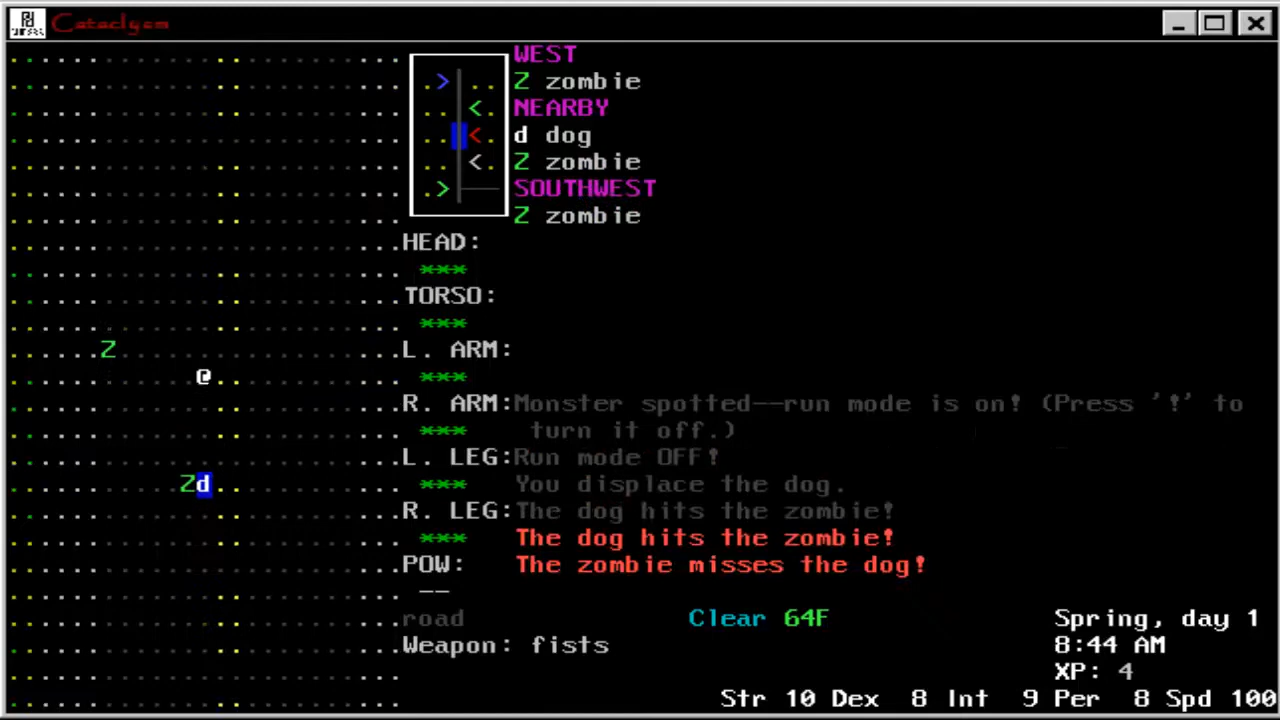 Cataclysm
WEST
Z zombie
NEARBY
d dog
Z zombie
SOUTHWEST
Z zombie
HEAD:
***
TORSO:
***
L. ARM:
***
R. ARM: Monster spotted--run mode is on! (Press '!' to
*** turn it off.)
L. LEG: Run mode OFF!
*** You displace the dog.
R. LEG: The dog hits the zombie!
*** The dog hits the zombie!
POW: The zombie misses the dog!
--
road Clear 64F Spring, day 1
Weapon: fists 8:44 AM
XP: 4
Str 10 Dex 8 Int 9 Per 8 Spd 100
Z
@
Zd